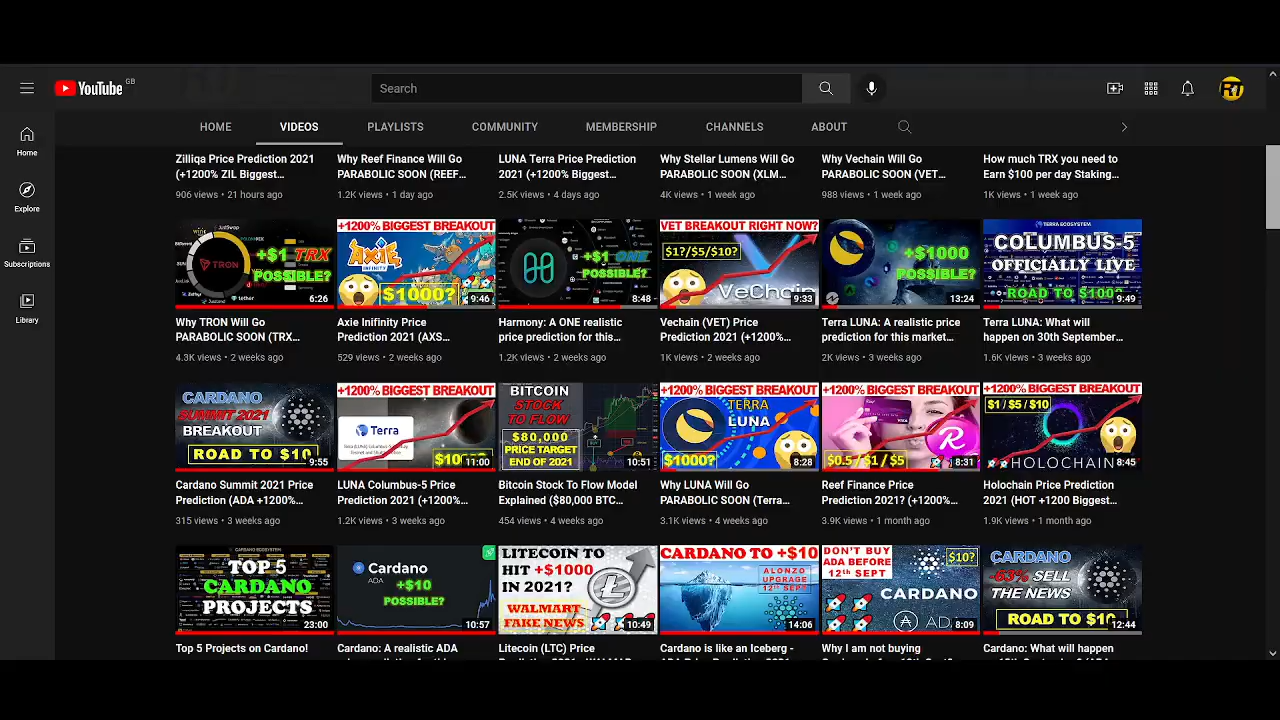 YouTube GB
Search
RT
HOME VIDEOS PLAYLISTS COMMUNITY MEMBERSHIP CHANNELS ABOUT
Home
Explore
Subscriptions
Library
Zilliqa Price Prediction 2021
(+1200% ZIL Biggest...
906 views • 21 hours ago
Why Reef Finance Will Go
PARABOLIC SOON (REEF...
1.2K views • 1 day ago
LUNA Terra Price Prediction
2021 (+1200% Biggest...
2.5K views • 4 days ago
Why Stellar Lumens Will Go
PARABOLIC SOON (XLM...
4K views • 1 week ago
Why Vechain Will Go
PARABOLIC SOON (VET...
988 views • 1 week ago
How much TRX you need to
Earn $100 per day Staking...
1K views • 1 week ago
TRON
+$1 TRX
POSSIBLE?
6:26
Why TRON Will Go
PARABOLIC SOON (TRX...
4.3K views • 2 weeks ago
+1200% BIGGEST BREAKOUT
AXIE
INFINITY
$1000?
9:46
Axie Inifinity Price
Prediction 2021 (AXS...
529 views • 2 weeks ago
+$1 ONE
POSSIBLE?
8:48
Harmony: A ONE realistic
price prediction for this...
1.2K views • 2 weeks ago
VET BREAKOUT RIGHT NOW?
$1?/$5/$10?
VeChain
9:33
Vechain (VET) Price
Prediction 2021 (+1200%...
1K views • 2 weeks ago
+$1000
POSSIBLE?
13:24
Terra LUNA: A realistic price
prediction for this market...
2K views • 3 weeks ago
TERRA ECOSYSTEM
COLUMBUS-5
OFFICIALLY LIVE
ROAD TO $100
9:49
Terra LUNA: What will
happen on 30th September...
1.6K views • 3 weeks ago
CARDANO
SUMMIT 2021
BREAKOUT
ROAD TO $10
9:55
Cardano Summit 2021 Price
Prediction (ADA +1200%...
315 views • 3 weeks ago
+1200% BIGGEST BREAKOUT
Terra
11:00
LUNA Columbus-5 Price
Prediction 2021 (+1200%...
1.2K views • 3 weeks ago
BITCOIN
STOCK
TO FLOW
$80,000
PRICE TARGET
END OF 2021
10:51
Bitcoin Stock To Flow Model
Explained ($80,000 BTC...
454 views • 4 weeks ago
+1200% BIGGEST BREAKOUT
TERRA
LUNA
$1000?
8:28
Why LUNA Will Go
PARABOLIC SOON (Terra...
3.1K views • 4 weeks ago
+1200% BIGGEST BREAKOUT
VISA
R
$0.5/$1/$5
8:31
Reef Finance Price
Prediction 2021? (+1200%...
3.9K views • 1 month ago
+1200% BIGGEST BREAKOUT
$1/$5/$10
HOLOCHAIN
8:45
Holochain Price Prediction
2021 (HOT +1200 Biggest...
1.9K views • 1 month ago
CARDANO ECOSYSTEM
TOP 5
CARDANO
PROJECTS
23:00
Top 5 Projects on Cardano!
Cardano
ADA
+$10
POSSIBLE?
10:57
Cardano: A realistic ADA
LITECOIN TO
HIT +$1000
IN 2021?
WALMART
FAKE NEWS
10:49
Litecoin (LTC) Price
CARDANO TO +$10
ALONZO
UPGRAGE
12TH SEPT
14:06
Cardano is like an Iceberg -
DON'T BUY
ADA BEFORE
12TH SEPT
$10?
CARDANO
8:09
Why I am not buying
CARDANO
-63% SELL
THE NEWS
ROAD TO $10
12:44
Cardano: What will happen